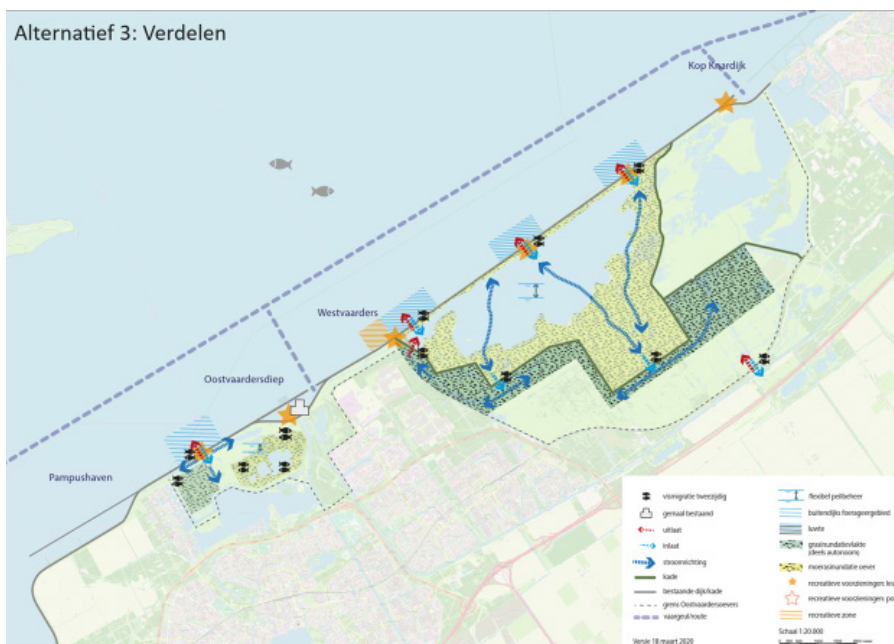 Alternatief 3: Verdelen
Kop Knardijk
Westvaarders
Oostvaardersdiep
Pampushaven
vismigratie tweezijdig
gemaal bestaand
uitlaat
inlaat
stroomrichting
kade
bestaande dijk/kade
grens Oostvaardersoevers
vaargeul/route
Versie 18 maart 2020
flexibel peilbeheer
buitendijks foerageergebied
luwte
grasinundatievlakte
(deels autonoom)
moerasinundatie oever
recreatieve voorzieningen:
recreatieve voorzieningen:
recreatieve zone
Schaal 1:20.000